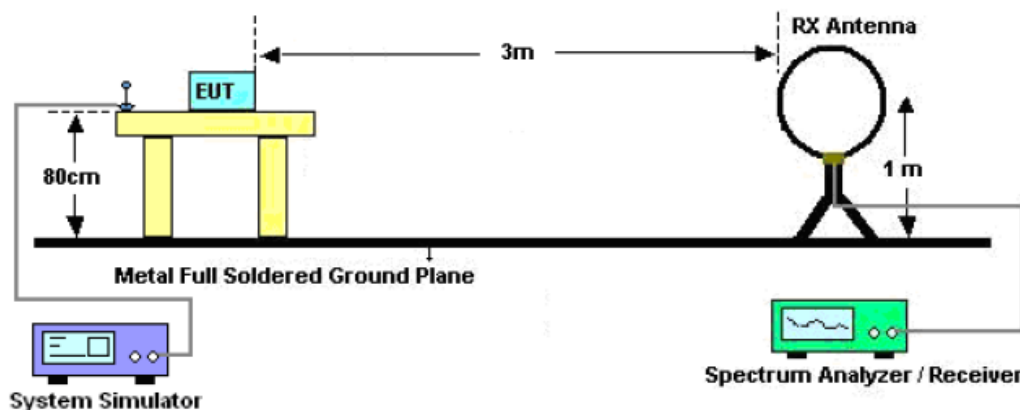 RX Antenna
3m
EUT
80cm
1 m
Metal Full Soldered Ground Plane
System Simulator
Spectrum Analyzer / Receiver